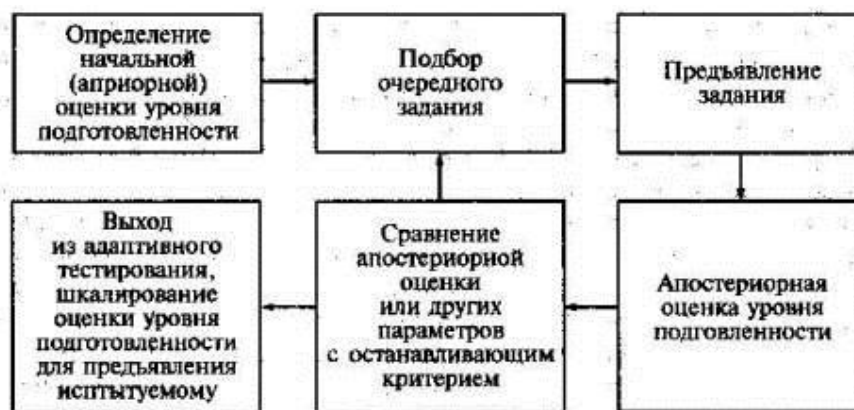 Определение
начальной
(априорной)
оценки уровня
подготовленности
Подбор
очередного
задания
Предъявление
задания
Выход
из адаптивного
тестирования,
шкалирование
оценки уровня
подготовленности
для предъявления
исптытуемому
Сравнение
апостериорной
оценки
или других
параметров
с останавливающим
критерием
Апостериорная
оценка уровня
подговленности